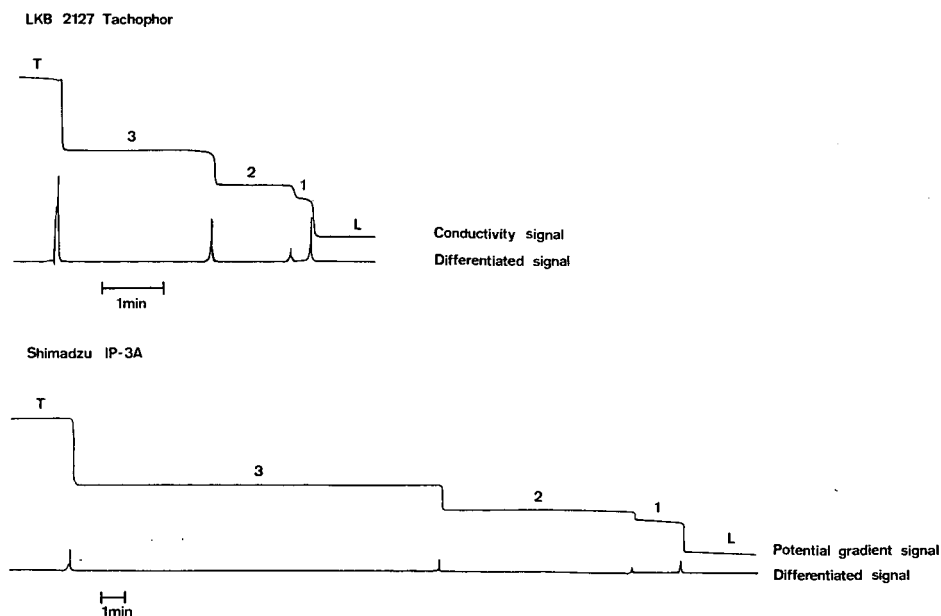 LKB 2127 Tachophor
T
3
2
1
L
Conductivity signal
Differentiated signal
1min
Shimadzu IP-3A
T
3
2
1
L
Potential gradient signal
Differentiated signal
1min